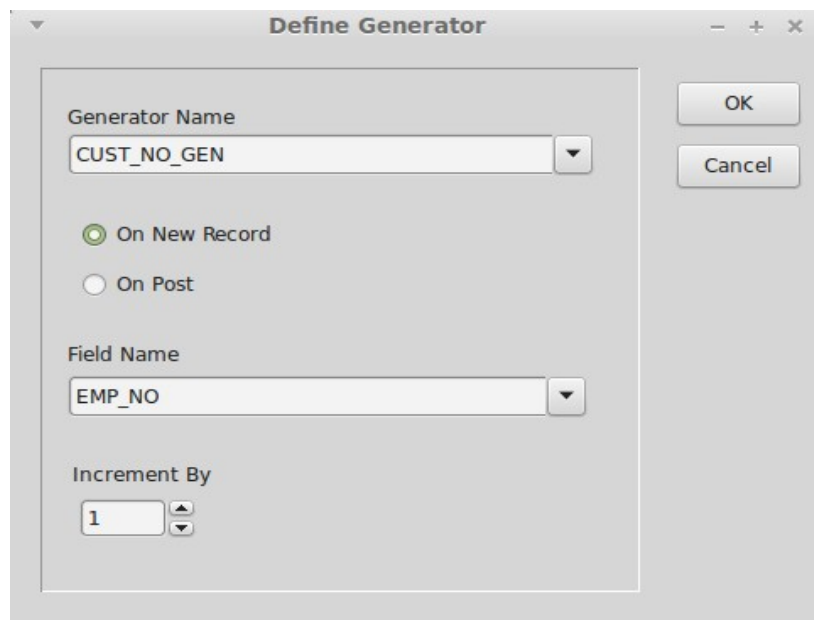 Define Generator
Generator Name
OK
CUST_NO_GEN
Cancel
On New Record
On Post
Field Name
EMP_NO
Increment By
1